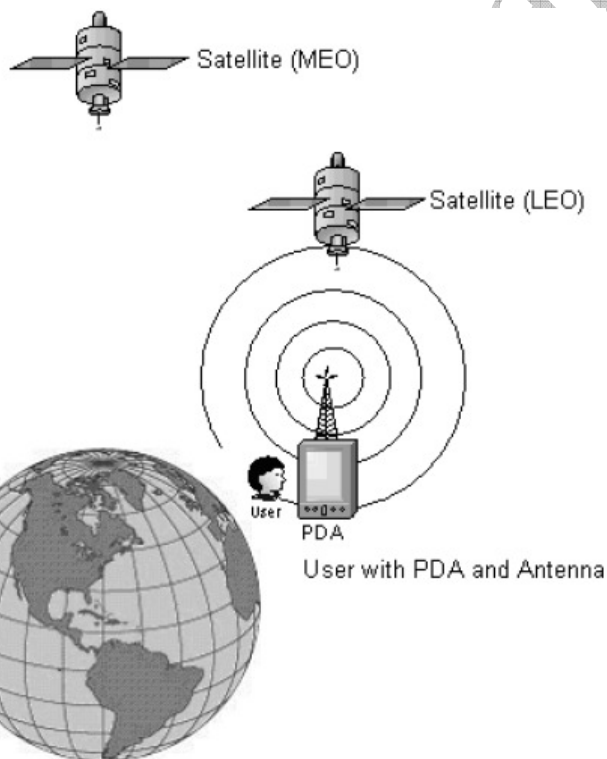 Satellite (MEO)
Satellite (LEO)
User
PDA
User with PDA and Antenna